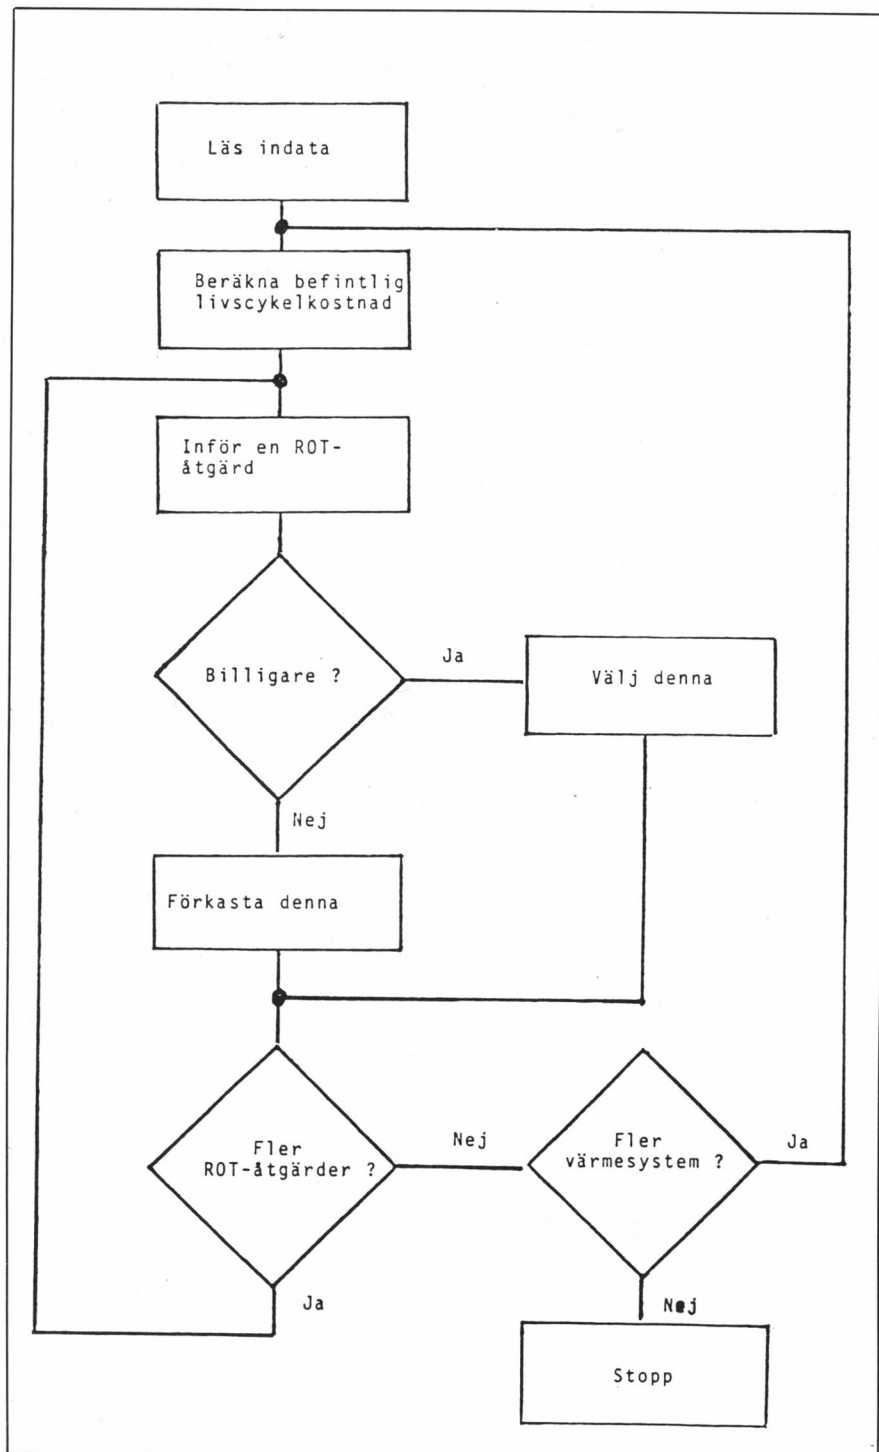 Läs indata
Beräkna befintlig
livscykelkostnad
Inför en ROT-
åtgärd
Billigare ?
Ja
Välj denna
Nej
Förkasta denna
Fler
ROT-åtgärder ?
Nej
Fler
värmesystem ?
Ja
Ja
Nej
Stopp